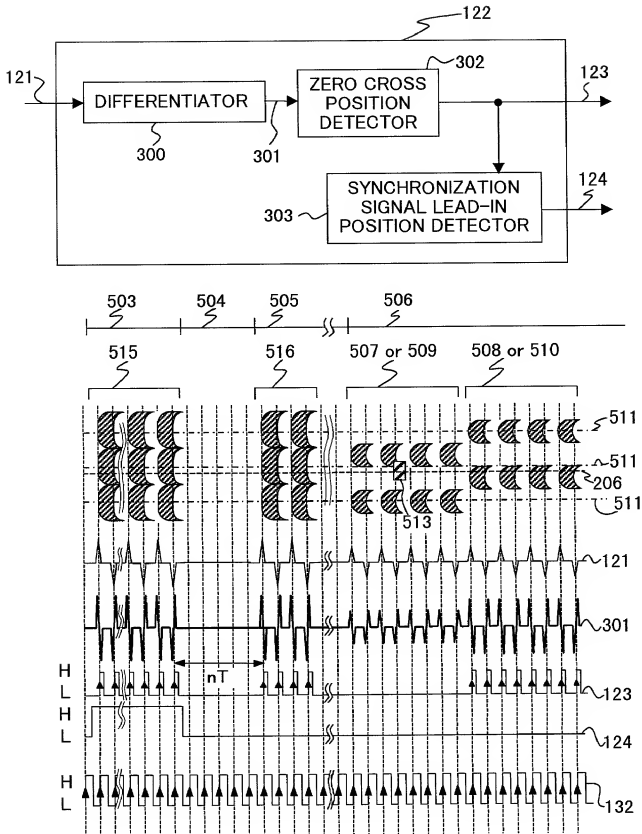 122
121
DIFFERENTIATOR
300
301
302
ZERO CROSS
POSITION
DETECTOR
123
303
SYNCHRONIZATION
SIGNAL LEAD-IN
POSITION DETECTOR
124
503
504
505
506
515
516
507 or 509
508 or 510
511
511
206
511
513
121
301
nT
H
L
123
H
L
124
H
L
132